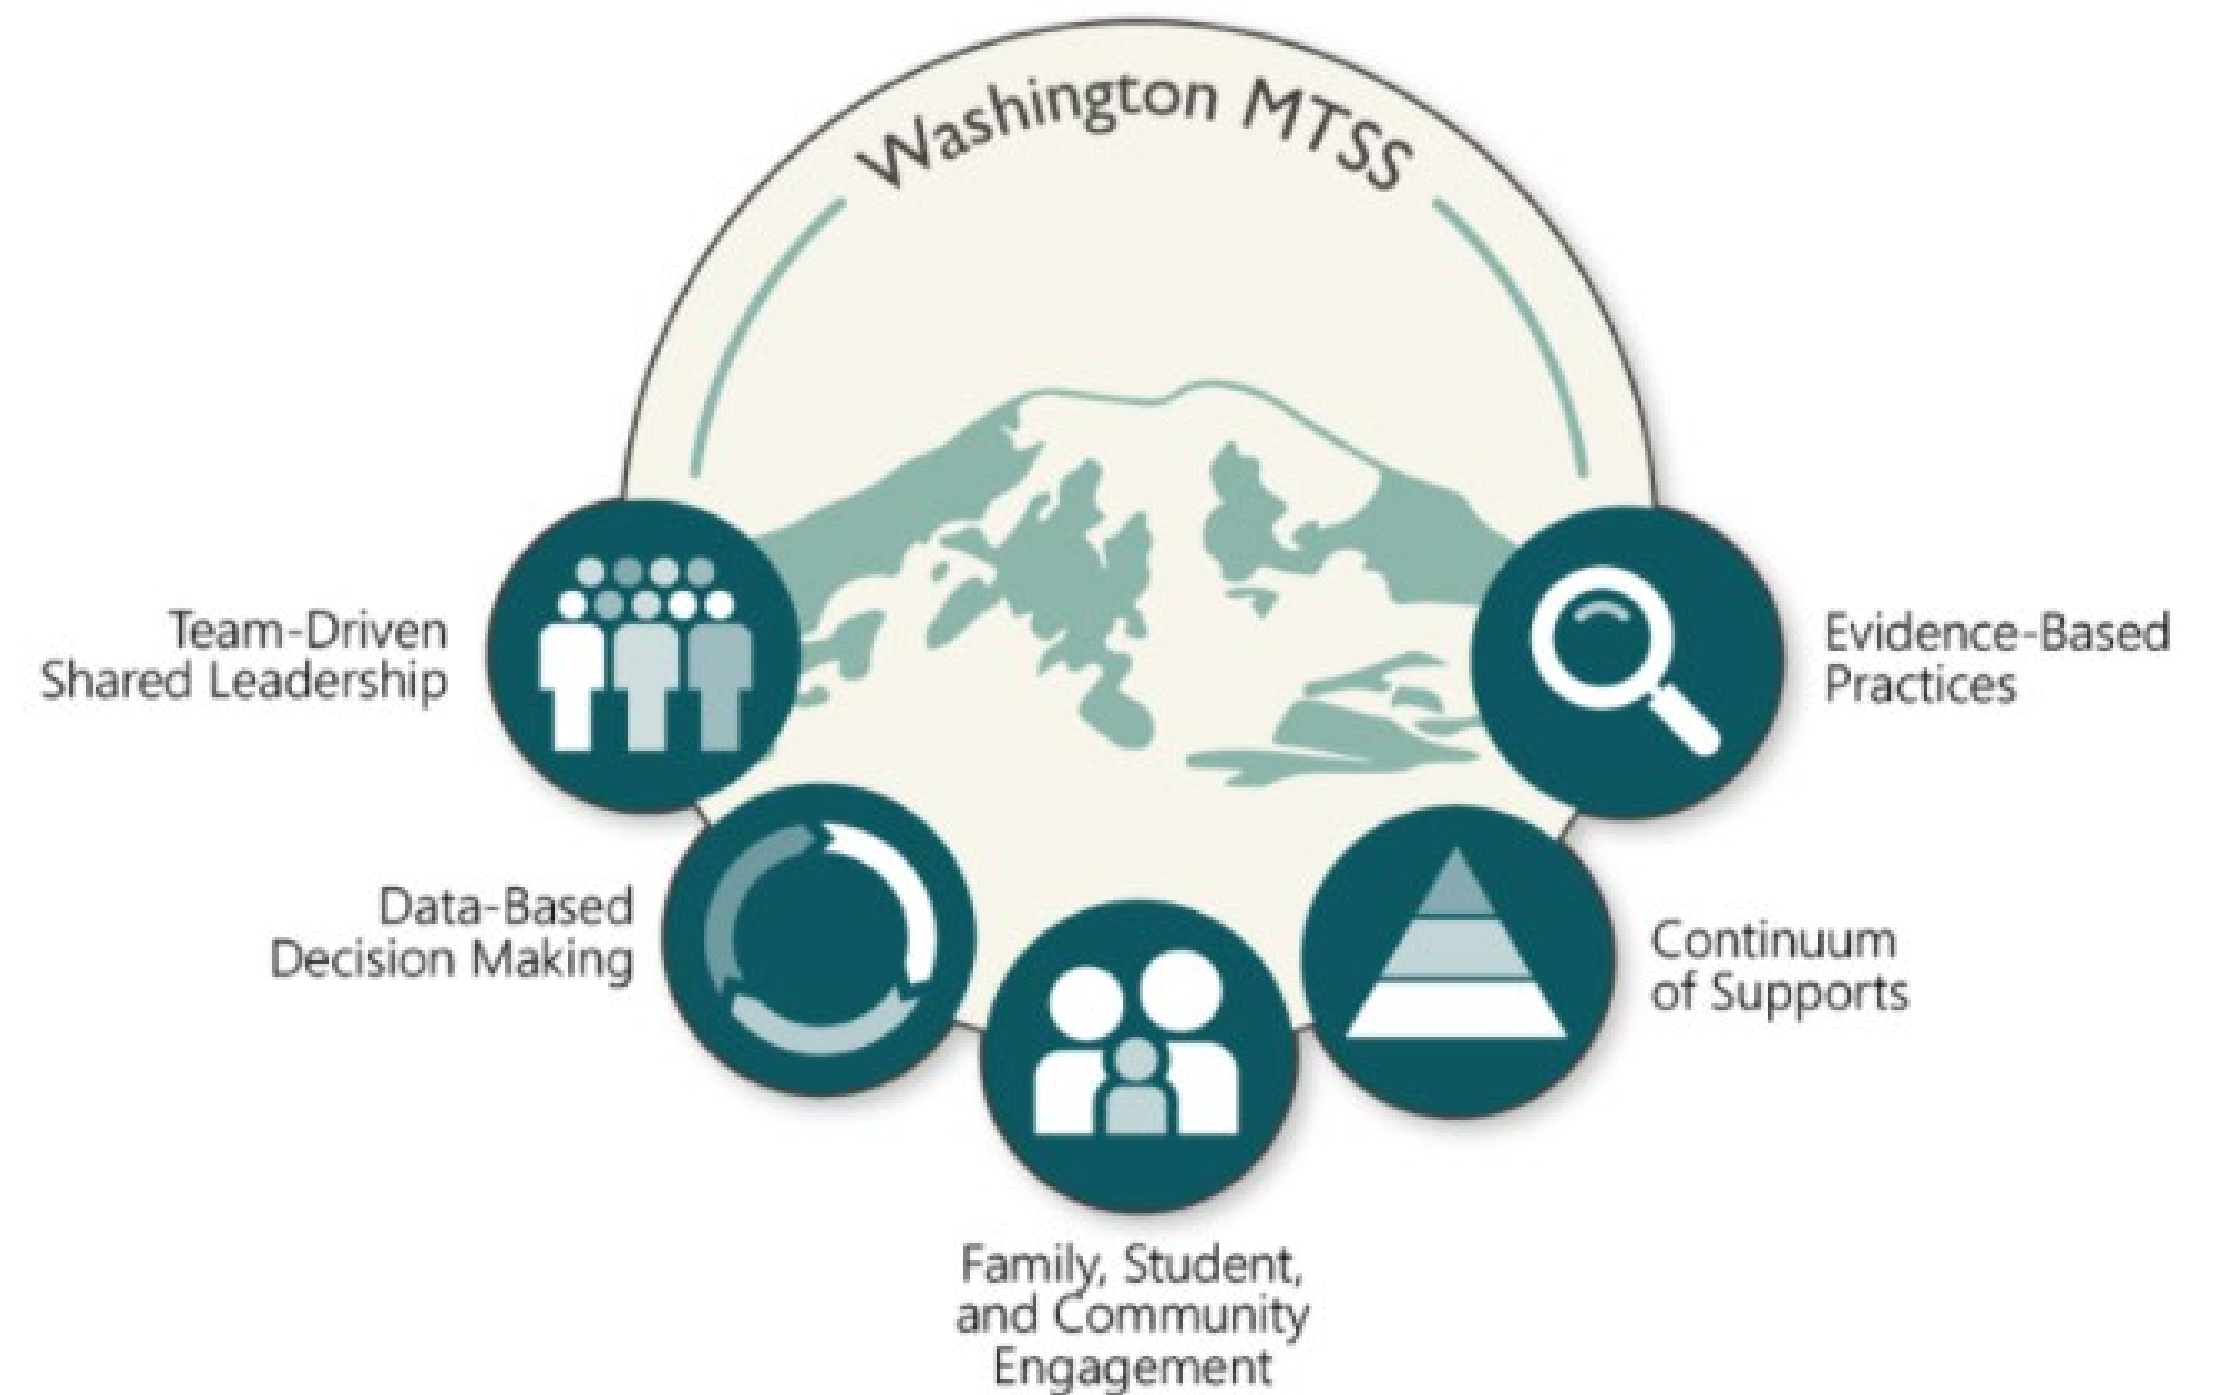 Washington MTSS
Team-Driven
Shared Leadership
Evidence-Based
Practices
Data-Based
Decision Making
Continuum
of Supports
Family, Student,
and Community
Engagement